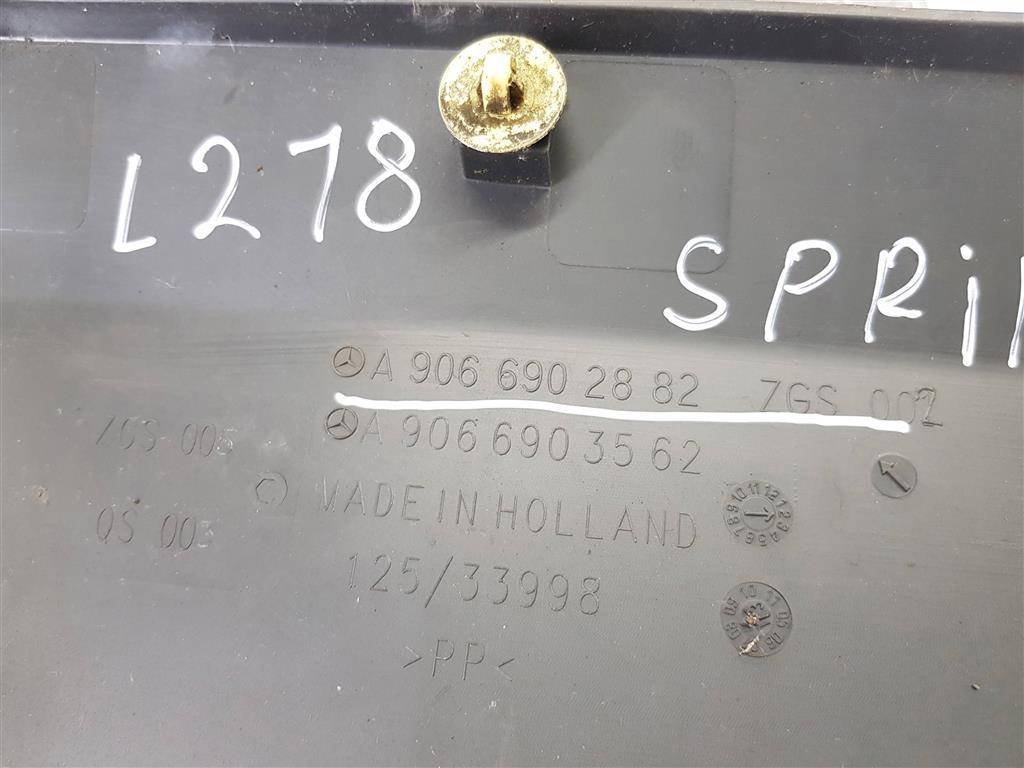 L278
SPRI
A 906 690 28 82 ZGS 002
A 906 690 35 62
ZGS 003
MADE IN HOLLAND
QS 003
125/33998
>PP<